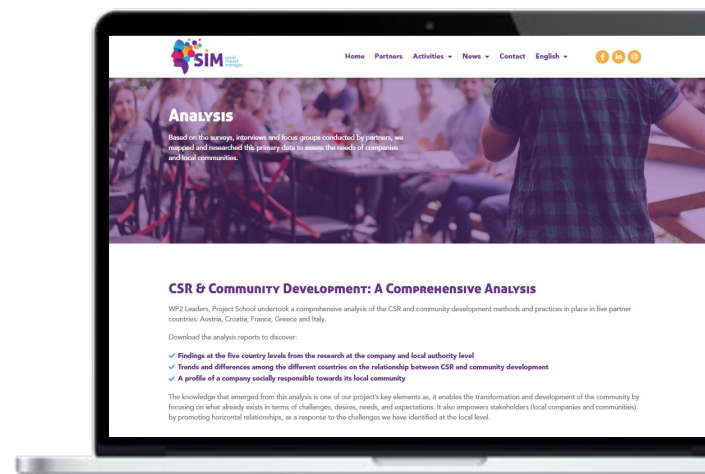 SIM social
impact
manager
Home Partners Activities News Contact English
Analysis
Based on the surveys, interviews and focus groups conducted by partners, we
mapped and researched this primary data to assess the needs of companies
and local communities.
CSR & Community Development: A Comprehensive Analysis
WP2 Leaders, Project School undertook a comprehensive analysis of the CSR and community development methods and practices in place in five partner
countries: Austria, Croatia, France, Greece and Italy.
Download the analysis reports to discover:
Findings at the five country levels from the research at the company and local authority level
Trends and differences among the different countries on the relationship between CSR and community development
A profile of a company socially responsible towards its local community
The knowledge that emerged from this analysis is one of our project's key elements as, it enables the transformation and development of the community by
focusing on what already exists in terms of challenges, desires, needs, and expectations. It also empowers stakeholders (local companies and communities)
by promoting horizontal relationships, as a response to the challenges we have identified at the local level.